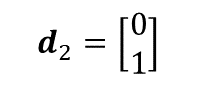 d₂ = [0
1]